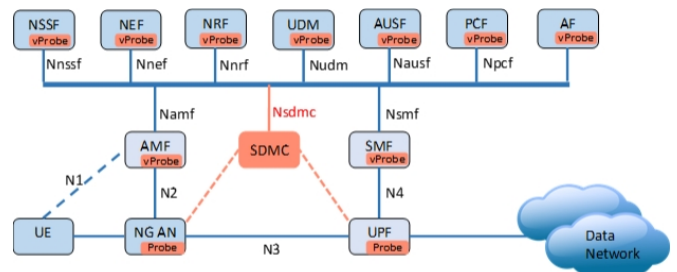 NSSF NEF NRF UDM AUSF PCF AF
vProbe vProbe vProbe vProbe vProbe vProbe vProbe
Nnssf Nnef Nnrf Nudm Nausf Npcf
Namf Nsdmc Nsmf
AMF SDMC SMF
vProbe vProbe
N1 N2 N4
UE NG AN UPF Data
Probe N3 Probe Network